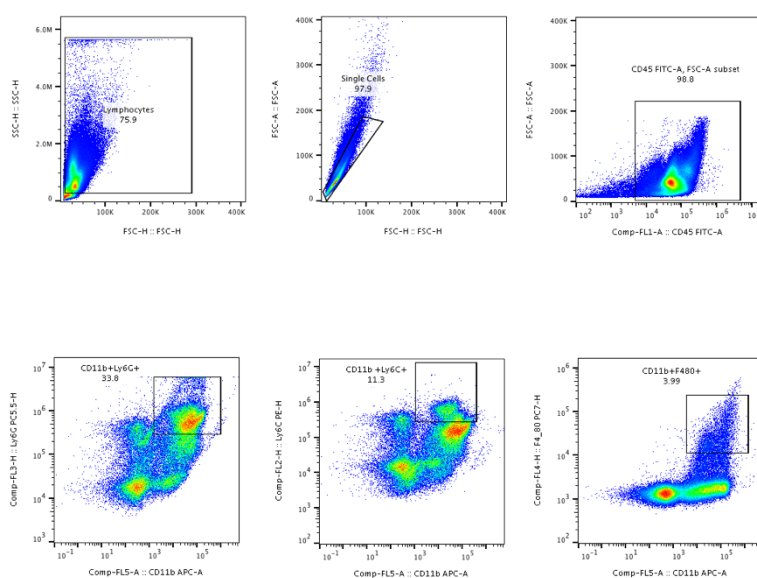 SSC-H :: SSC-H
6.0M
4.0M
2.0M
0
Lymphocytes
75.9
0
100K
200K
300K
400K
FSC-H :: FSC-H
FSC-A :: FSC-A
400K
300K
200K
100K
0
Single Cells
97.9
100K
200K
300K
400K
FSC-H :: FSC-H
FSC-A :: FSC-A
400K
300K
200K
100K
0
CD45 FITC-A, FSC-A subset
98.8
10^2
10^4
10^5
10^6
10^7
Comp-FL1-A :: CD45 FITC-A
Comp-FL3-H :: Ly6G PC5.5-H
10^7
10^6
10^5
10^4
10^3
10^2
CD11b+Ly6G+
33.8
10^-1
10^1
10^3
10^5
Comp-FL5-A :: CD11b APC-A
Comp-FL2-H :: Ly6C PE-H
10^7
10^6
10^5
10^4
10^3
10^2
CD11b +Ly6C+
11.3
10^-1
10^1
10^3
10^5
Comp-FL5-A :: CD11b APC-A
Comp-FL4-H :: F4_80 PC7-H
10^6
10^5
10^4
10^3
10^2
0
CD11b+F480+
3.99
10^-1
10^1
10^3
10^5
Comp-FL5-A :: CD11b APC-A